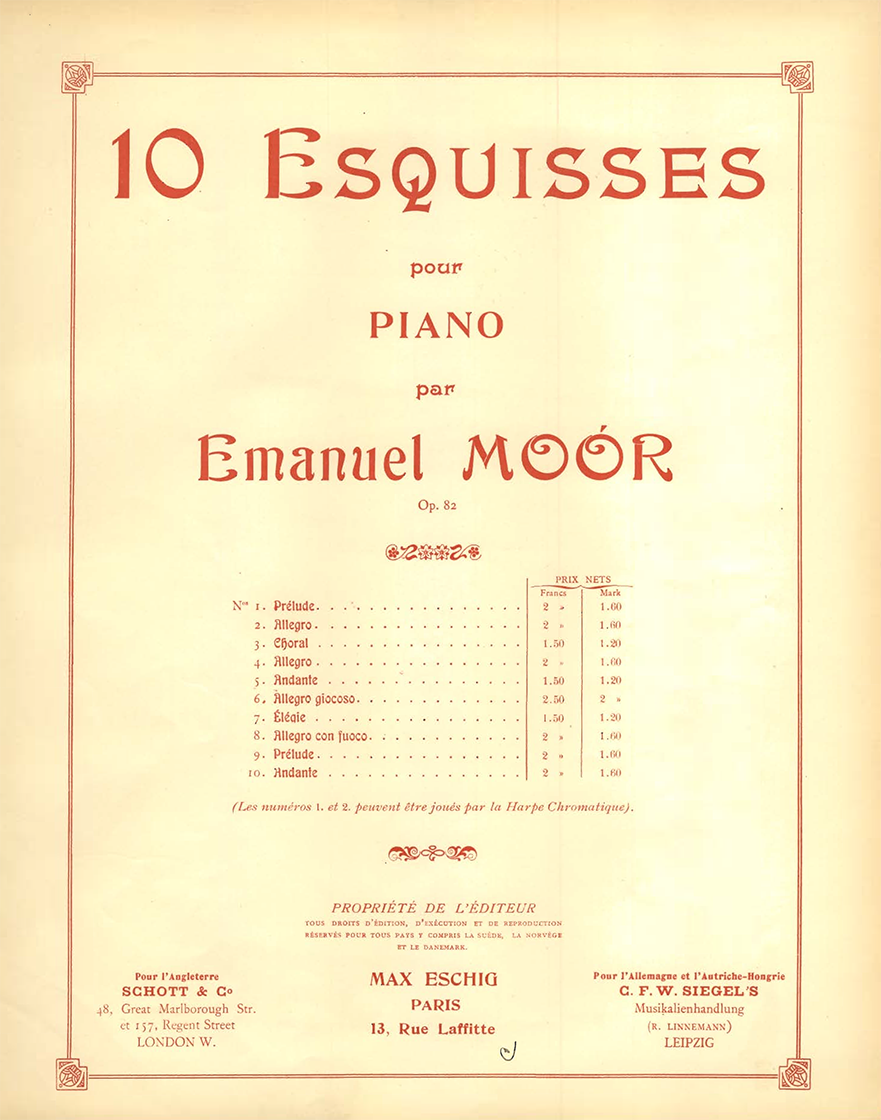 10 ESQUISSES
pour
PIANO
par
Emanuel MOÓR
Op. 82
PRIX NETS
Francs Mark
Nos 1. Prélude. . . . . . . . . . . . . . . . 2 » 1.60
2. Allegro. . . . . . . . . . . . . . . . 2 » 1.60
3. Choral . . . . . . . . . . . . . . . . 1.50 1.20
4. Allegro . . . . . . . . . . . . . . . . 2 » 1.60
5. Andante . . . . . . . . . . . . . . . 1.50 1.20
6. Allegro giocoso. . . . . . . . . . . . . 2.50 2 »
7. Élégie . . . . . . . . . . . . . . . . 1.50 1.20
8. Allegro con fuoco. . . . . . . . . . . . 2 » 1.60
9. Prélude. . . . . . . . . . . . . . . . 2 » 1.60
10. Andante . . . . . . . . . . . . . . . 2 » 1.60
(Les numéros 1. et 2. peuvent être joués par la Harpe Chromatique).
PROPRIÉTÉ DE L'ÉDITEUR
TOUS DROITS D'ÉDITION, D'EXÉCUTION ET DE REPRODUCTION
RÉSERVÉS POUR TOUS PAYS Y COMPRIS LA SUÈDE, LA NORVÈGE
ET LE DANEMARK.
Pour l'Angleterre
SCHOTT & Co
48, Great Marlborough Str.
et 157, Regent Street
LONDON W.
MAX ESCHIG
PARIS
13, Rue Laffitte
Pour l'Allemagne et l'Autriche-Hongrie
C. F. W. SIEGEL'S
Musikalienhandlung
(R. LINNEMANN)
LEIPZIG